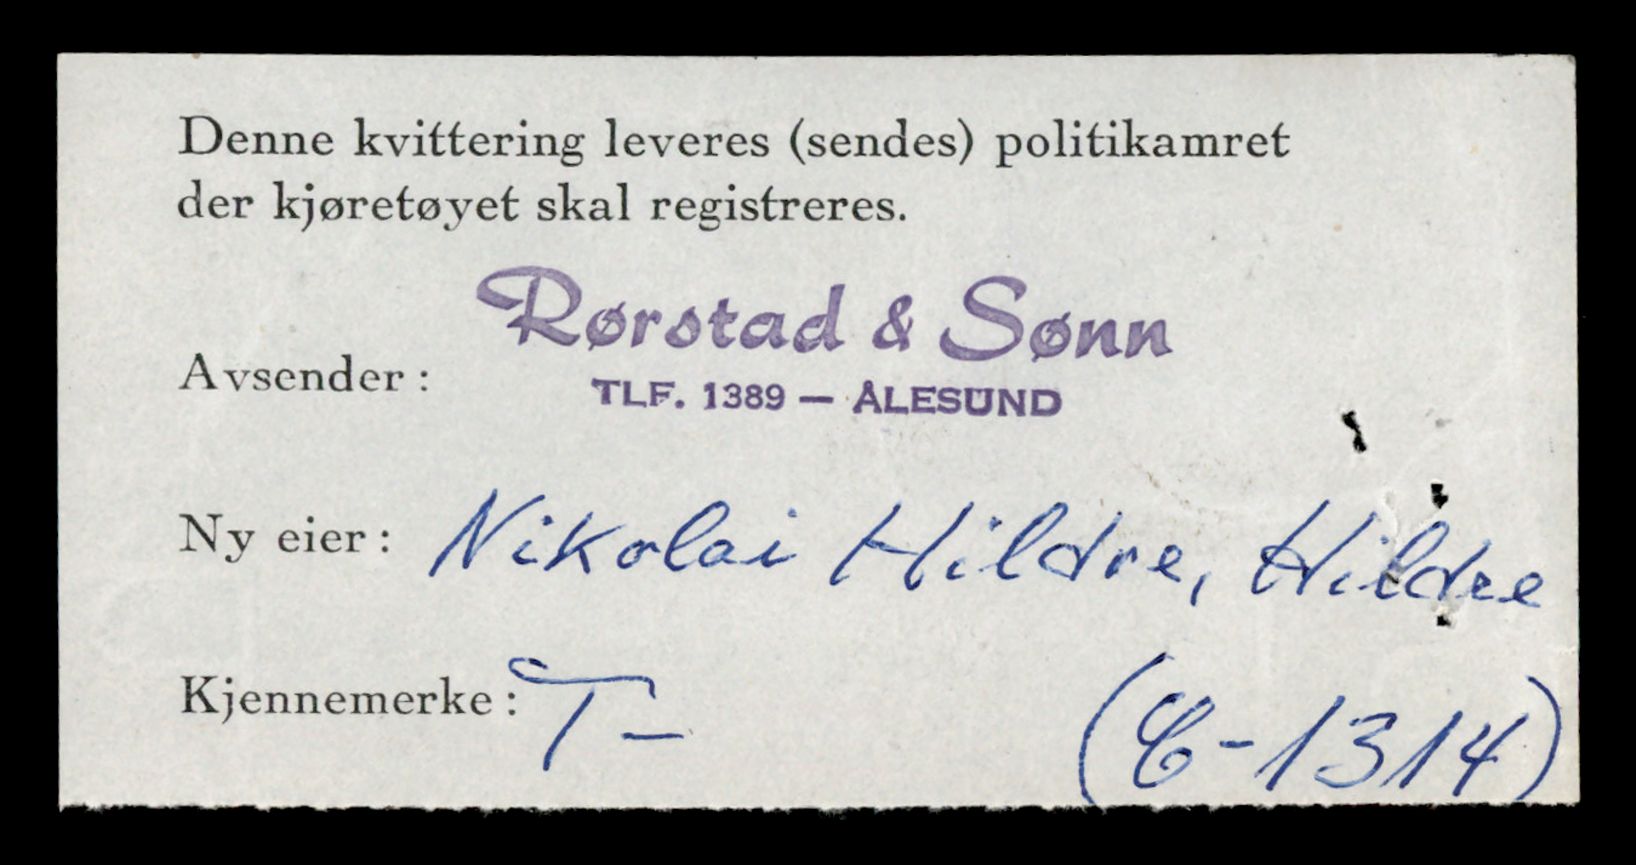 Denne kvittering leveres (sendes) politikamret
der kjøretøyet skal registreres.
Rørstad & Sønn
Avsender:
TLF. 1389 — ÅLESUND
Ny eier: Nikolai Hildre, Hildre
Kjennemerke: T- (C-1314)